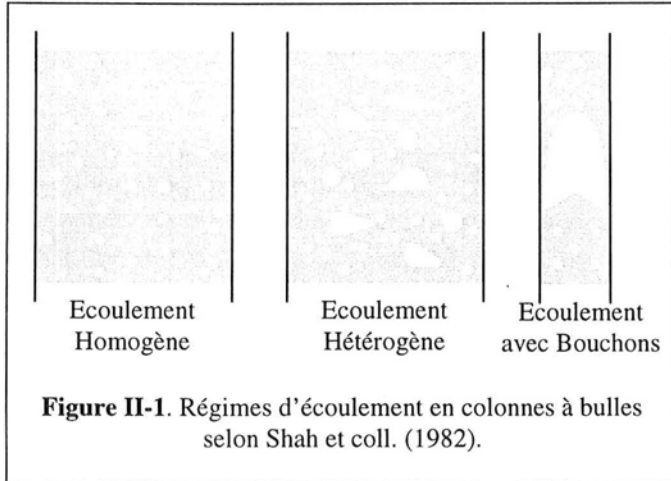 Ecoulement
Homogène
Ecoulement
Hétérogène
Ecoulement
avec Bouchons
Figure II-1. Régimes d'écoulement en colonnes à bulles
selon Shah et coll. (1982).